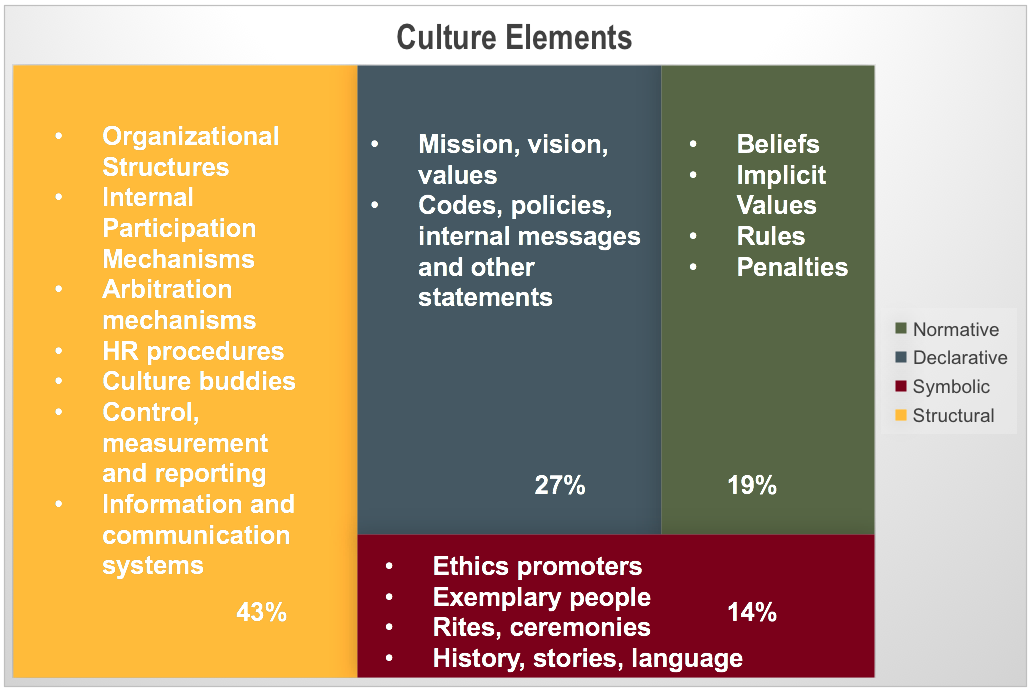 Culture Elements
• Organizational
Structures
• Internal
Participation
Mechanisms
• Arbitration
mechanisms
• HR procedures
• Culture buddies
• Control,
measurement
and reporting
• Information and
communication
systems
43%
• Mission, vision,
values
• Codes, policies,
internal messages
and other
statements
27%
• Beliefs
• Implicit
Values
• Rules
• Penalties
19%
• Ethics promoters
• Exemplary people
• Rites, ceremonies
• History, stories, language
14%
Normative
Declarative
Symbolic
Structural